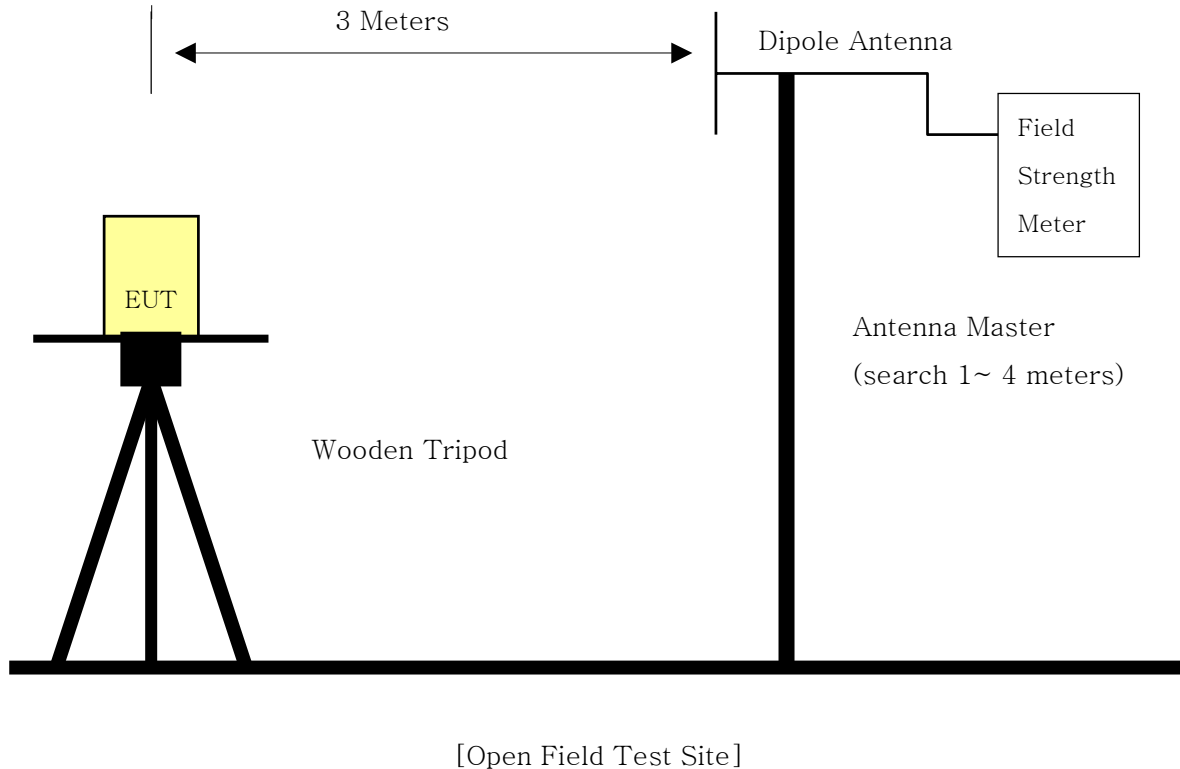 3 Meters
Dipole Antenna
Field
Strength
Meter
EUT
Antenna Master
(search 1~ 4 meters)
Wooden Tripod
[Open Field Test Site]